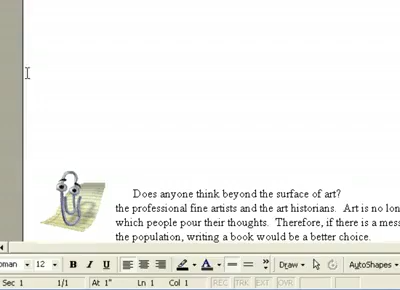 Does anyone think beyond the surface of art?
the professional fine artists and the art historians. Art is no lon
which people pour their thoughts. Therefore, if there is a mess
the population, writing a book would be a better choice.
oman 12 B I U A Draw AutoShapes
Sec 1 1/1 At 1" Ln 1 Col 1 REC TRK EXT OVR